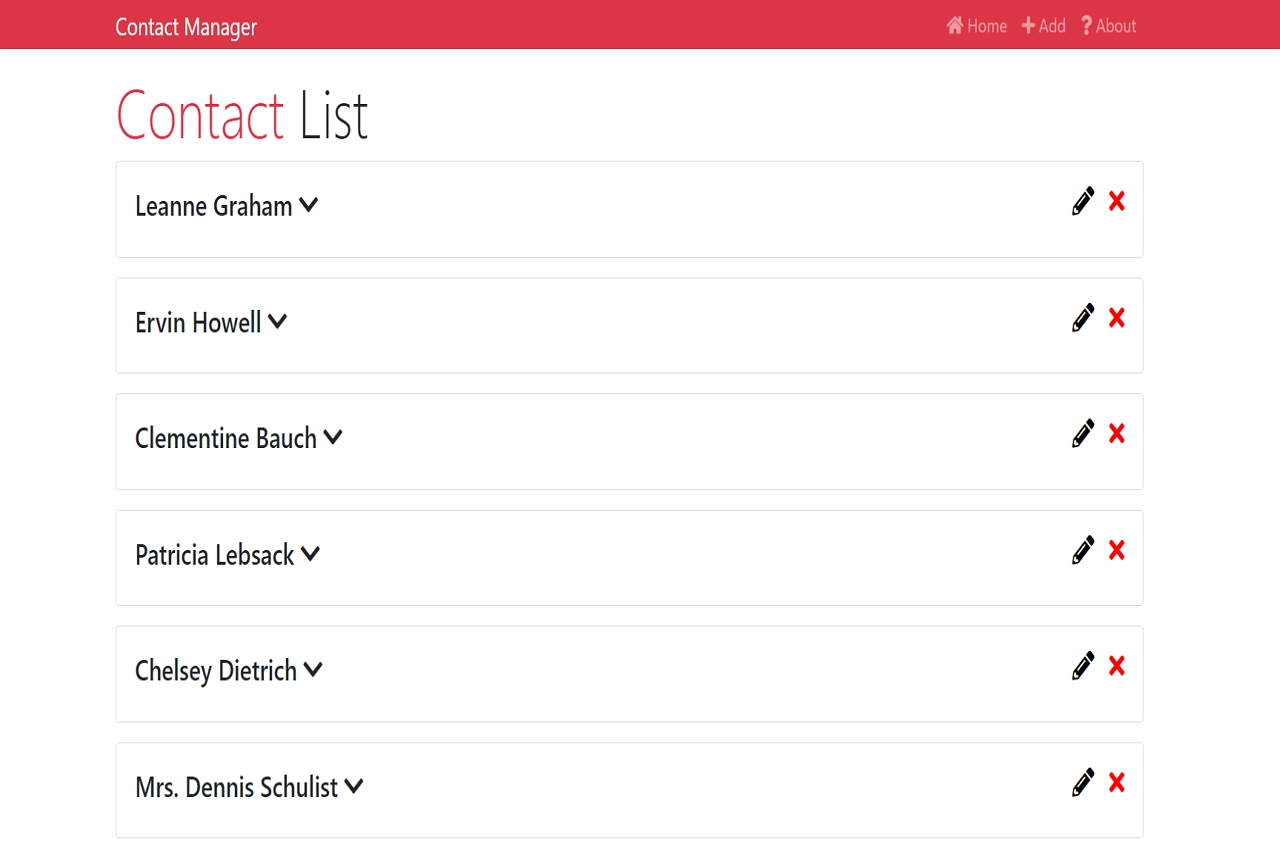 Contact Manager
Home Add About
Contact List
Leanne Graham
Ervin Howell
Clementine Bauch
Patricia Lebsack
Chelsey Dietrich
Mrs. Dennis Schulist